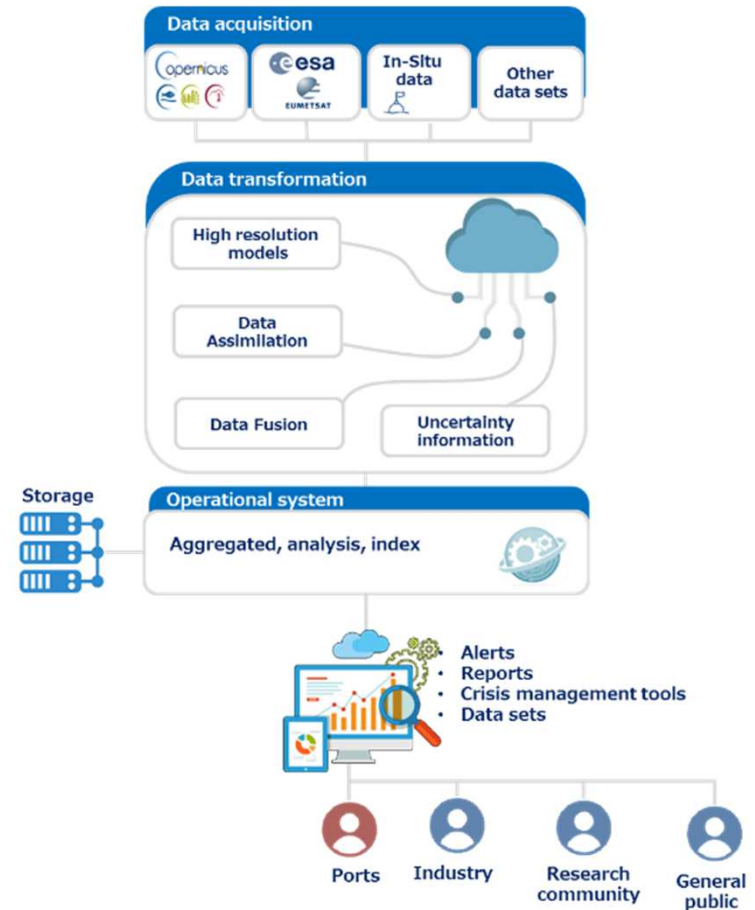 Data acquisition
opernicus
esa
EUMETSAT
In-Situ
data
Other
data sets
Data transformation
High resolution
models
Data
Assimilation
Data Fusion
Uncertainty
information
Storage
Operational system
Aggregated, analysis, index
• Alerts
• Reports
• Crisis management tools
• Data sets
Ports
Industry
Research
community
General
public